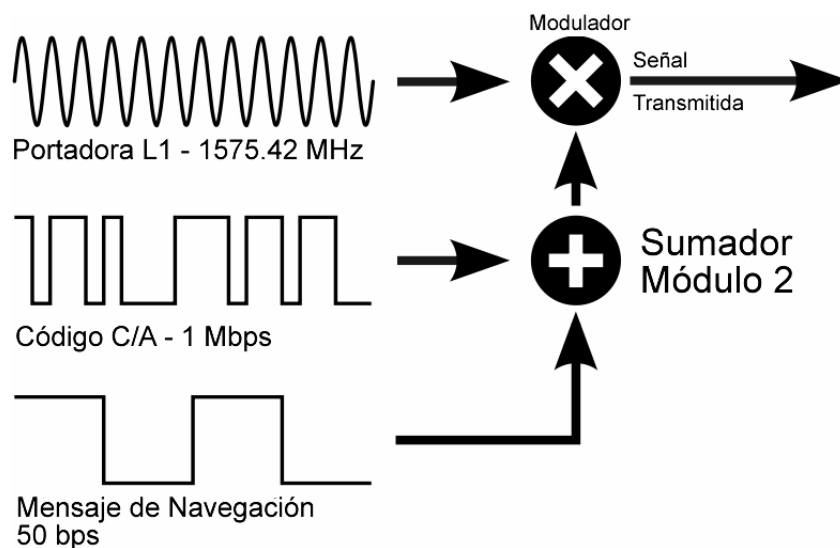 Modulador
Señal
Transmitida
Portadora L1 - 1575.42 MHz
Sumador
Módulo 2
Código C/A - 1 Mbps
Mensaje de Navegación
50 bps